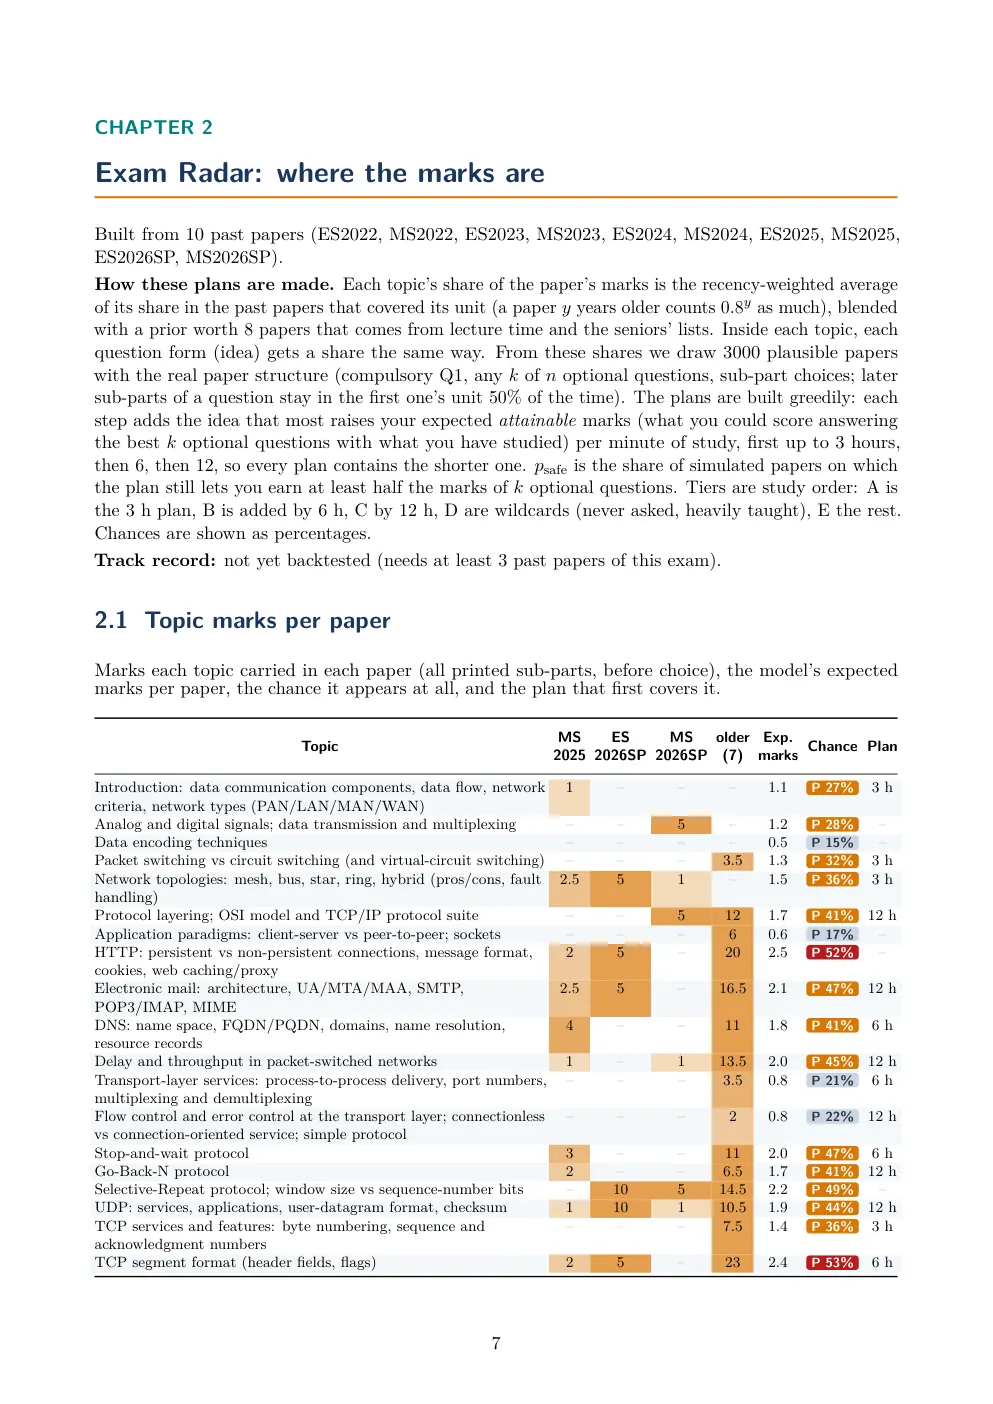 CHAPTER 2
Exam Radar: where the marks are
Built from 10 past papers (ES2022, MS2022, ES2023, MS2023, ES2024, MS2024, ES2025, MS2025,
ES2026SP, MS2026SP).
How these plans are made. Each topic's share of the paper's marks is the recency-weighted average
of its share in the past papers that covered its unit (a paper y years older counts 0.8^y as much), blended
with a prior worth 8 papers that comes from lecture time and the seniors' lists. Inside each topic, each
question form (idea) gets a share the same way. From these shares we draw 3000 plausible papers
with the real paper structure (compulsory Q1, any k of n optional questions, sub-part choices; later
sub-parts of a question stay in the first one's unit 50% of the time). The plans are built greedily: each
step adds the idea that most raises your expected attainable marks (what you could score answering
the best k optional questions with what you have studied) per minute of study, first up to 3 hours,
then 6, then 12, so every plan contains the shorter one. p_safe is the share of simulated papers on which
the plan still lets you earn at least half the marks of k optional questions. Tiers are study order: A is
the 3 h plan, B is added by 6 h, C by 12 h, D are wildcards (never asked, heavily taught), E the rest.
Chances are shown as percentages.
Track record: not yet backtested (needs at least 3 past papers of this exam).
2.1 Topic marks per paper
Marks each topic carried in each paper (all printed sub-parts, before choice), the model's expected
marks per paper, the chance it appears at all, and the plan that first covers it.
Topic MS 2025 ES 2026SP MS 2026SP older (7) Exp. marks Chance Plan
Introduction: data communication components, data flow, network 1 – – – 1.1 P 27% 3 h
criteria, network types (PAN/LAN/MAN/WAN)
Analog and digital signals; data transmission and multiplexing – – 5 – 1.2 P 28% –
Data encoding techniques – – – – 0.5 P 15% –
Packet switching vs circuit switching (and virtual-circuit switching) – – – 3.5 1.3 P 32% 3 h
Network topologies: mesh, bus, star, ring, hybrid (pros/cons, fault 2.5 5 1 – 1.5 P 36% 3 h
handling)
Protocol layering; OSI model and TCP/IP protocol suite – – 5 12 1.7 P 41% 12 h
Application paradigms: client-server vs peer-to-peer; sockets – – – 6 0.6 P 17% –
HTTP: persistent vs non-persistent connections, message format, 2 5 – 20 2.5 P 52% –
cookies, web caching/proxy
Electronic mail: architecture, UA/MTA/MAA, SMTP, 2.5 5 – 16.5 2.1 P 47% 12 h
POP3/IMAP, MIME
DNS: name space, FQDN/PQDN, domains, name resolution, 4 – – 11 1.8 P 41% 6 h
resource records
Delay and throughput in packet-switched networks 1 – 1 13.5 2.0 P 45% 12 h
Transport-layer services: process-to-process delivery, port numbers, – – – 3.5 0.8 P 21% 6 h
multiplexing and demultiplexing
Flow control and error control at the transport layer; connectionless – – – 2 0.8 P 22% 12 h
vs connection-oriented service; simple protocol
Stop-and-wait protocol 3 – – 11 2.0 P 47% 6 h
Go-Back-N protocol 2 – – 6.5 1.7 P 41% 12 h
Selective-Repeat protocol; window size vs sequence-number bits – 10 5 14.5 2.2 P 49% –
UDP: services, applications, user-datagram format, checksum 1 10 1 10.5 1.9 P 44% 12 h
TCP services and features: byte numbering, sequence and – – – 7.5 1.4 P 36% 3 h
acknowledgment numbers
TCP segment format (header fields, flags) 2 5 – 23 2.4 P 53% 6 h
7